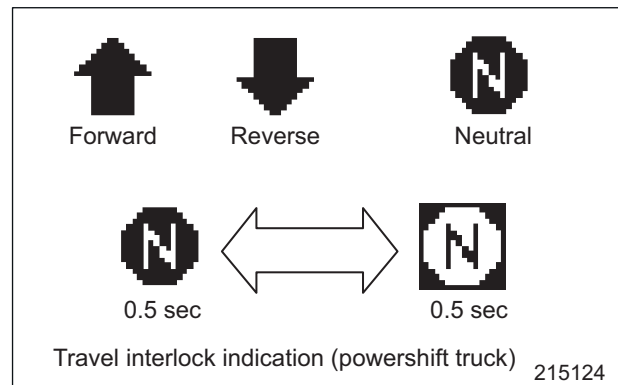 N
Forward Reverse Neutral
N N
0.5 sec 0.5 sec
Travel interlock indication (powershift truck)
215124